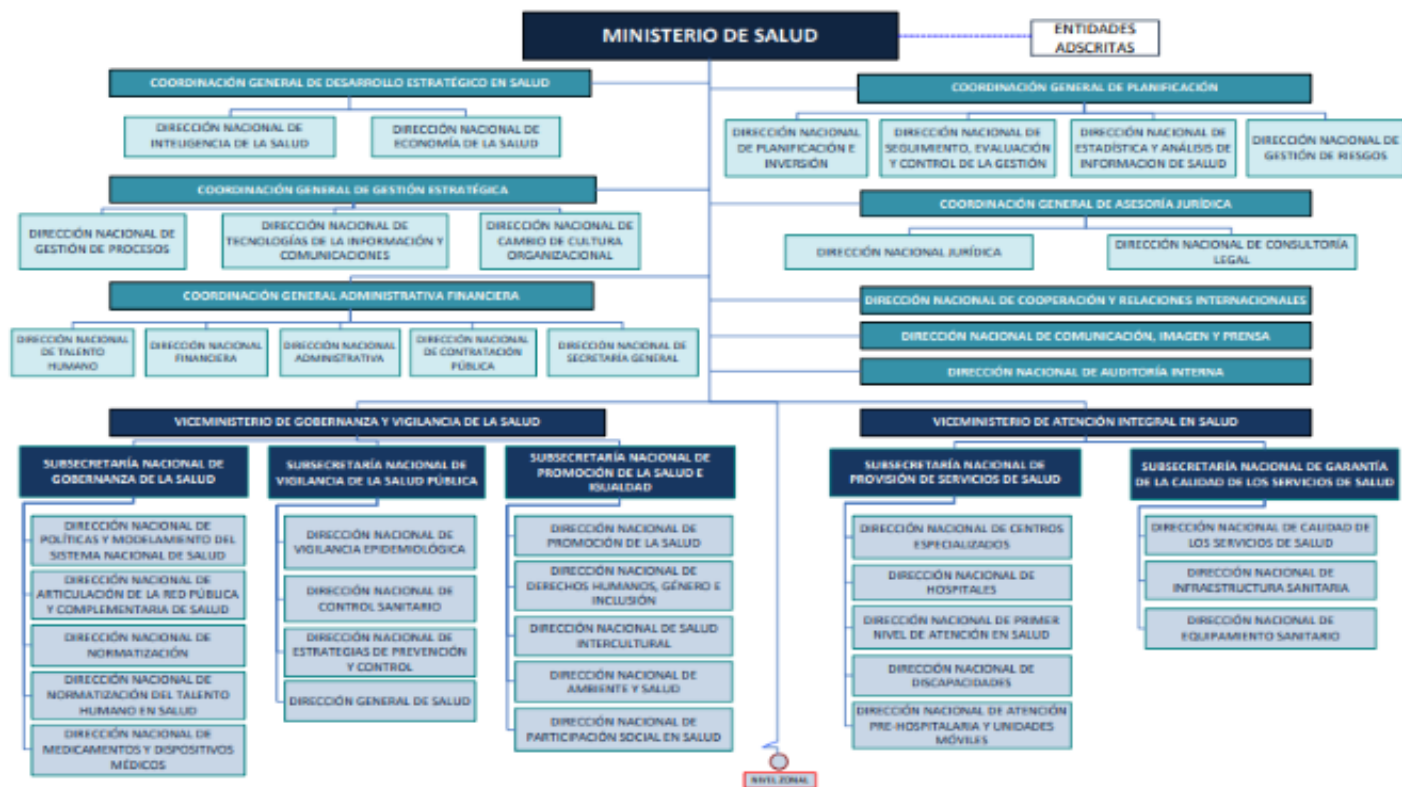 MINISTERIO DE SALUD
ENTIDADES
ADSCRITAS
COORDINACIÓN GENERAL DE DESARROLLO ESTRATÉGICO EN SALUD
DIRECCIÓN NACIONAL DE
INTELIGENCIA DE LA SALUD
DIRECCIÓN NACIONAL DE
ECONOMÍA DE LA SALUD
COORDINACIÓN GENERAL DE PLANIFICACIÓN
DIRECCIÓN NACIONAL
DE PLANIFICACIÓN E
INVERSIÓN
DIRECCIÓN NACIONAL DE
SEGUIMIENTO, EVALUACIÓN
Y CONTROL DE LA GESTIÓN
DIRECCIÓN NACIONAL DE
ESTADÍSTICA Y ANÁLISIS DE
INFORMACION DE SALUD
DIRECCIÓN NACIONAL DE
GESTIÓN DE RIESGOS
COORDINACIÓN GENERAL DE GESTIÓN ESTRATÉGICA
DIRECCIÓN NACIONAL DE
GESTIÓN DE PROCESOS
DIRECCIÓN NACIONAL DE
TECNOLOGÍAS DE LA INFORMACIÓN Y
COMUNICACIONES
DIRECCIÓN NACIONAL DE
CAMBIO DE CULTURA
ORGANIZACIONAL
COORDINACIÓN GENERAL DE ASESORÍA JURÍDICA
DIRECCIÓN NACIONAL JURÍDICA
DIRECCIÓN NACIONAL DE CONSULTORÍA
LEGAL
COORDINACIÓN GENERAL ADMINISTRATIVA FINANCIERA
DIRECCIÓN NACIONAL
DE TALENTO
HUMANO
DIRECCIÓN NACIONAL
FINANCIERA
DIRECCIÓN NACIONAL
ADMINISTRATIVA
DIRECCIÓN NACIONAL
DE CONTRATACIÓN
PÚBLICA
DIRECCIÓN NACIONAL DE
SECRETARÍA GENERAL
DIRECCIÓN NACIONAL DE COOPERACIÓN Y RELACIONES INTERNACIONALES
DIRECCIÓN NACIONAL DE COMUNICACIÓN, IMAGEN Y PRENSA
DIRECCIÓN NACIONAL DE AUDITORÍA INTERNA
VICEMINISTERIO DE GOBERNANZA Y VIGILANCIA DE LA SALUD
SUBSECRETARÍA NACIONAL DE
GOBERNANZA DE LA SALUD
DIRECCIÓN NACIONAL DE
POLÍTICAS Y MODELAMIENTO DEL
SISTEMA NACIONAL DE SALUD
DIRECCIÓN NACIONAL DE
ARTICULACIÓN DE LA RED PÚBLICA
Y COMPLEMENTARIA DE SALUD
DIRECCIÓN NACIONAL DE
NORMATIZACIÓN
DIRECCIÓN NACIONAL DE
NORMATIZACIÓN DEL TALENTO
HUMANO EN SALUD
DIRECCIÓN NACIONAL DE
MEDICAMENTOS Y DISPOSITIVOS
MÉDICOS
SUBSECRETARÍA NACIONAL DE
VIGILANCIA DE LA SALUD PÚBLICA
DIRECCIÓN NACIONAL DE
VIGILANCIA EPIDEMIOLÓGICA
DIRECCIÓN NACIONAL
DE CONTROL SANITARIO
DIRECCIÓN NACIONAL DE
ESTRATEGIAS DE PREVENCIÓN
Y CONTROL
DIRECCIÓN GENERAL DE SALUD
SUBSECRETARÍA NACIONAL DE
PROMOCIÓN DE LA SALUD E
IGUALDAD
DIRECCIÓN NACIONAL DE
PROMOCIÓN DE LA SALUD
DIRECCIÓN NACIONAL DE
DERECHOS HUMANOS, GÉNERO E
INCLUSIÓN
DIRECCIÓN NACIONAL DE SALUD
INTERCULTURAL
DIRECCIÓN NACIONAL DE
AMBIENTE Y SALUD
DIRECCIÓN NACIONAL DE
PARTICIPACIÓN SOCIAL EN SALUD
VICEMINISTERIO DE ATENCIÓN INTEGRAL EN SALUD
SUBSECRETARÍA NACIONAL DE
PROVISIÓN DE SERVICIOS DE SALUD
DIRECCIÓN NACIONAL DE CENTROS
ESPECIALIZADOS
DIRECCIÓN NACIONAL DE
HOSPITALES
DIRECCIÓN NACIONAL DE PRIMER
NIVEL DE ATENCIÓN EN SALUD
DIRECCIÓN NACIONAL DE
DISCAPACIDADES
DIRECCIÓN NACIONAL DE ATENCIÓN
PRE-HOSPITALARIA Y UNIDADES
MÓVILES
SUBSECRETARÍA NACIONAL DE GARANTÍA
DE LA CALIDAD DE LOS SERVICIOS DE SALUD
DIRECCIÓN NACIONAL DE CALIDAD DE
LOS SERVICIOS DE SALUD
DIRECCIÓN NACIONAL DE
INFRAESTRUCTURA SANITARIA
DIRECCIÓN NACIONAL DE
EQUIPAMIENTO SANITARIO
NIVEL ZONAL